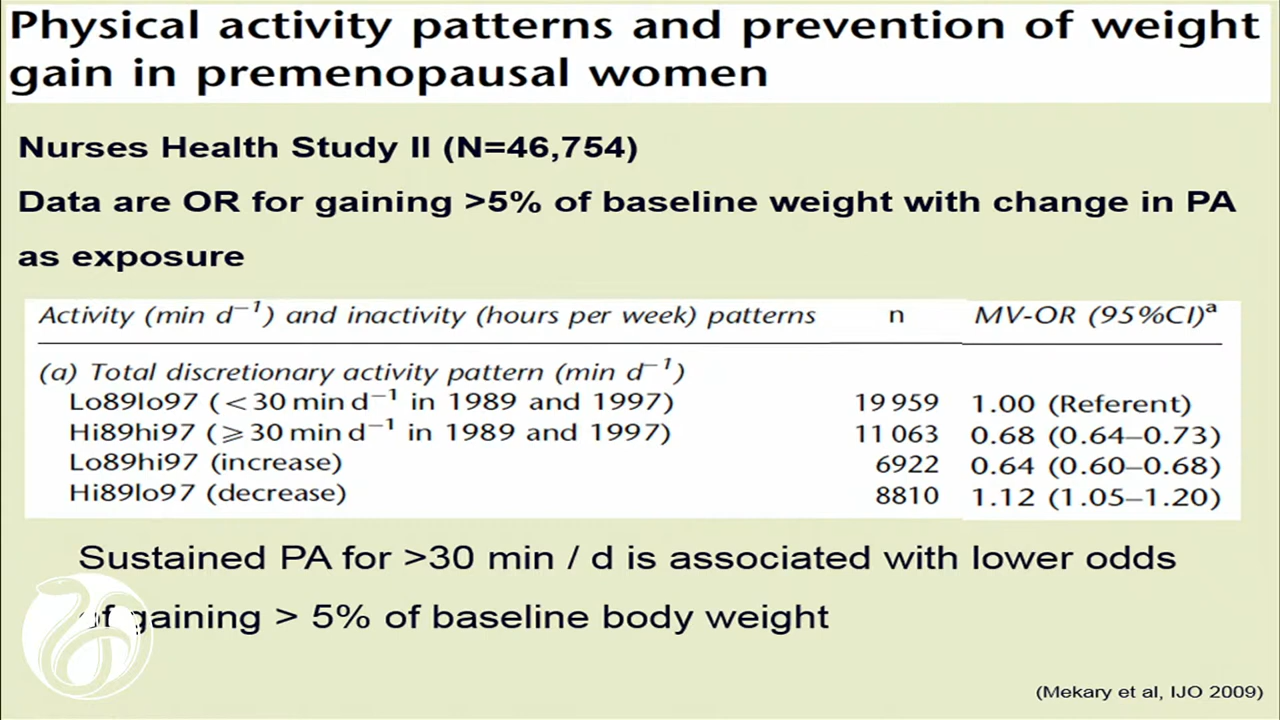 Physical activity patterns and prevention of weight
gain in premenopausal women
Nurses Health Study II (N=46,754)
Data are OR for gaining >5% of baseline weight with change in PA
as exposure
Activity (min d⁻¹) and inactivity (hours per week) patterns n MV-OR (95%CI)ᵃ
(a) Total discretionary activity pattern (min d⁻¹)
Lo89lo97 (<30 min d⁻¹ in 1989 and 1997) 19 959 1.00 (Referent)
Hi89hi97 (⩾30 min d⁻¹ in 1989 and 1997) 11 063 0.68 (0.64–0.73)
Lo89hi97 (increase) 6922 0.64 (0.60–0.68)
Hi89lo97 (decrease) 8810 1.12 (1.05–1.20)
Sustained PA for >30 min / d is associated with lower odds
of gaining > 5% of baseline body weight
(Mekary et al, IJO 2009)